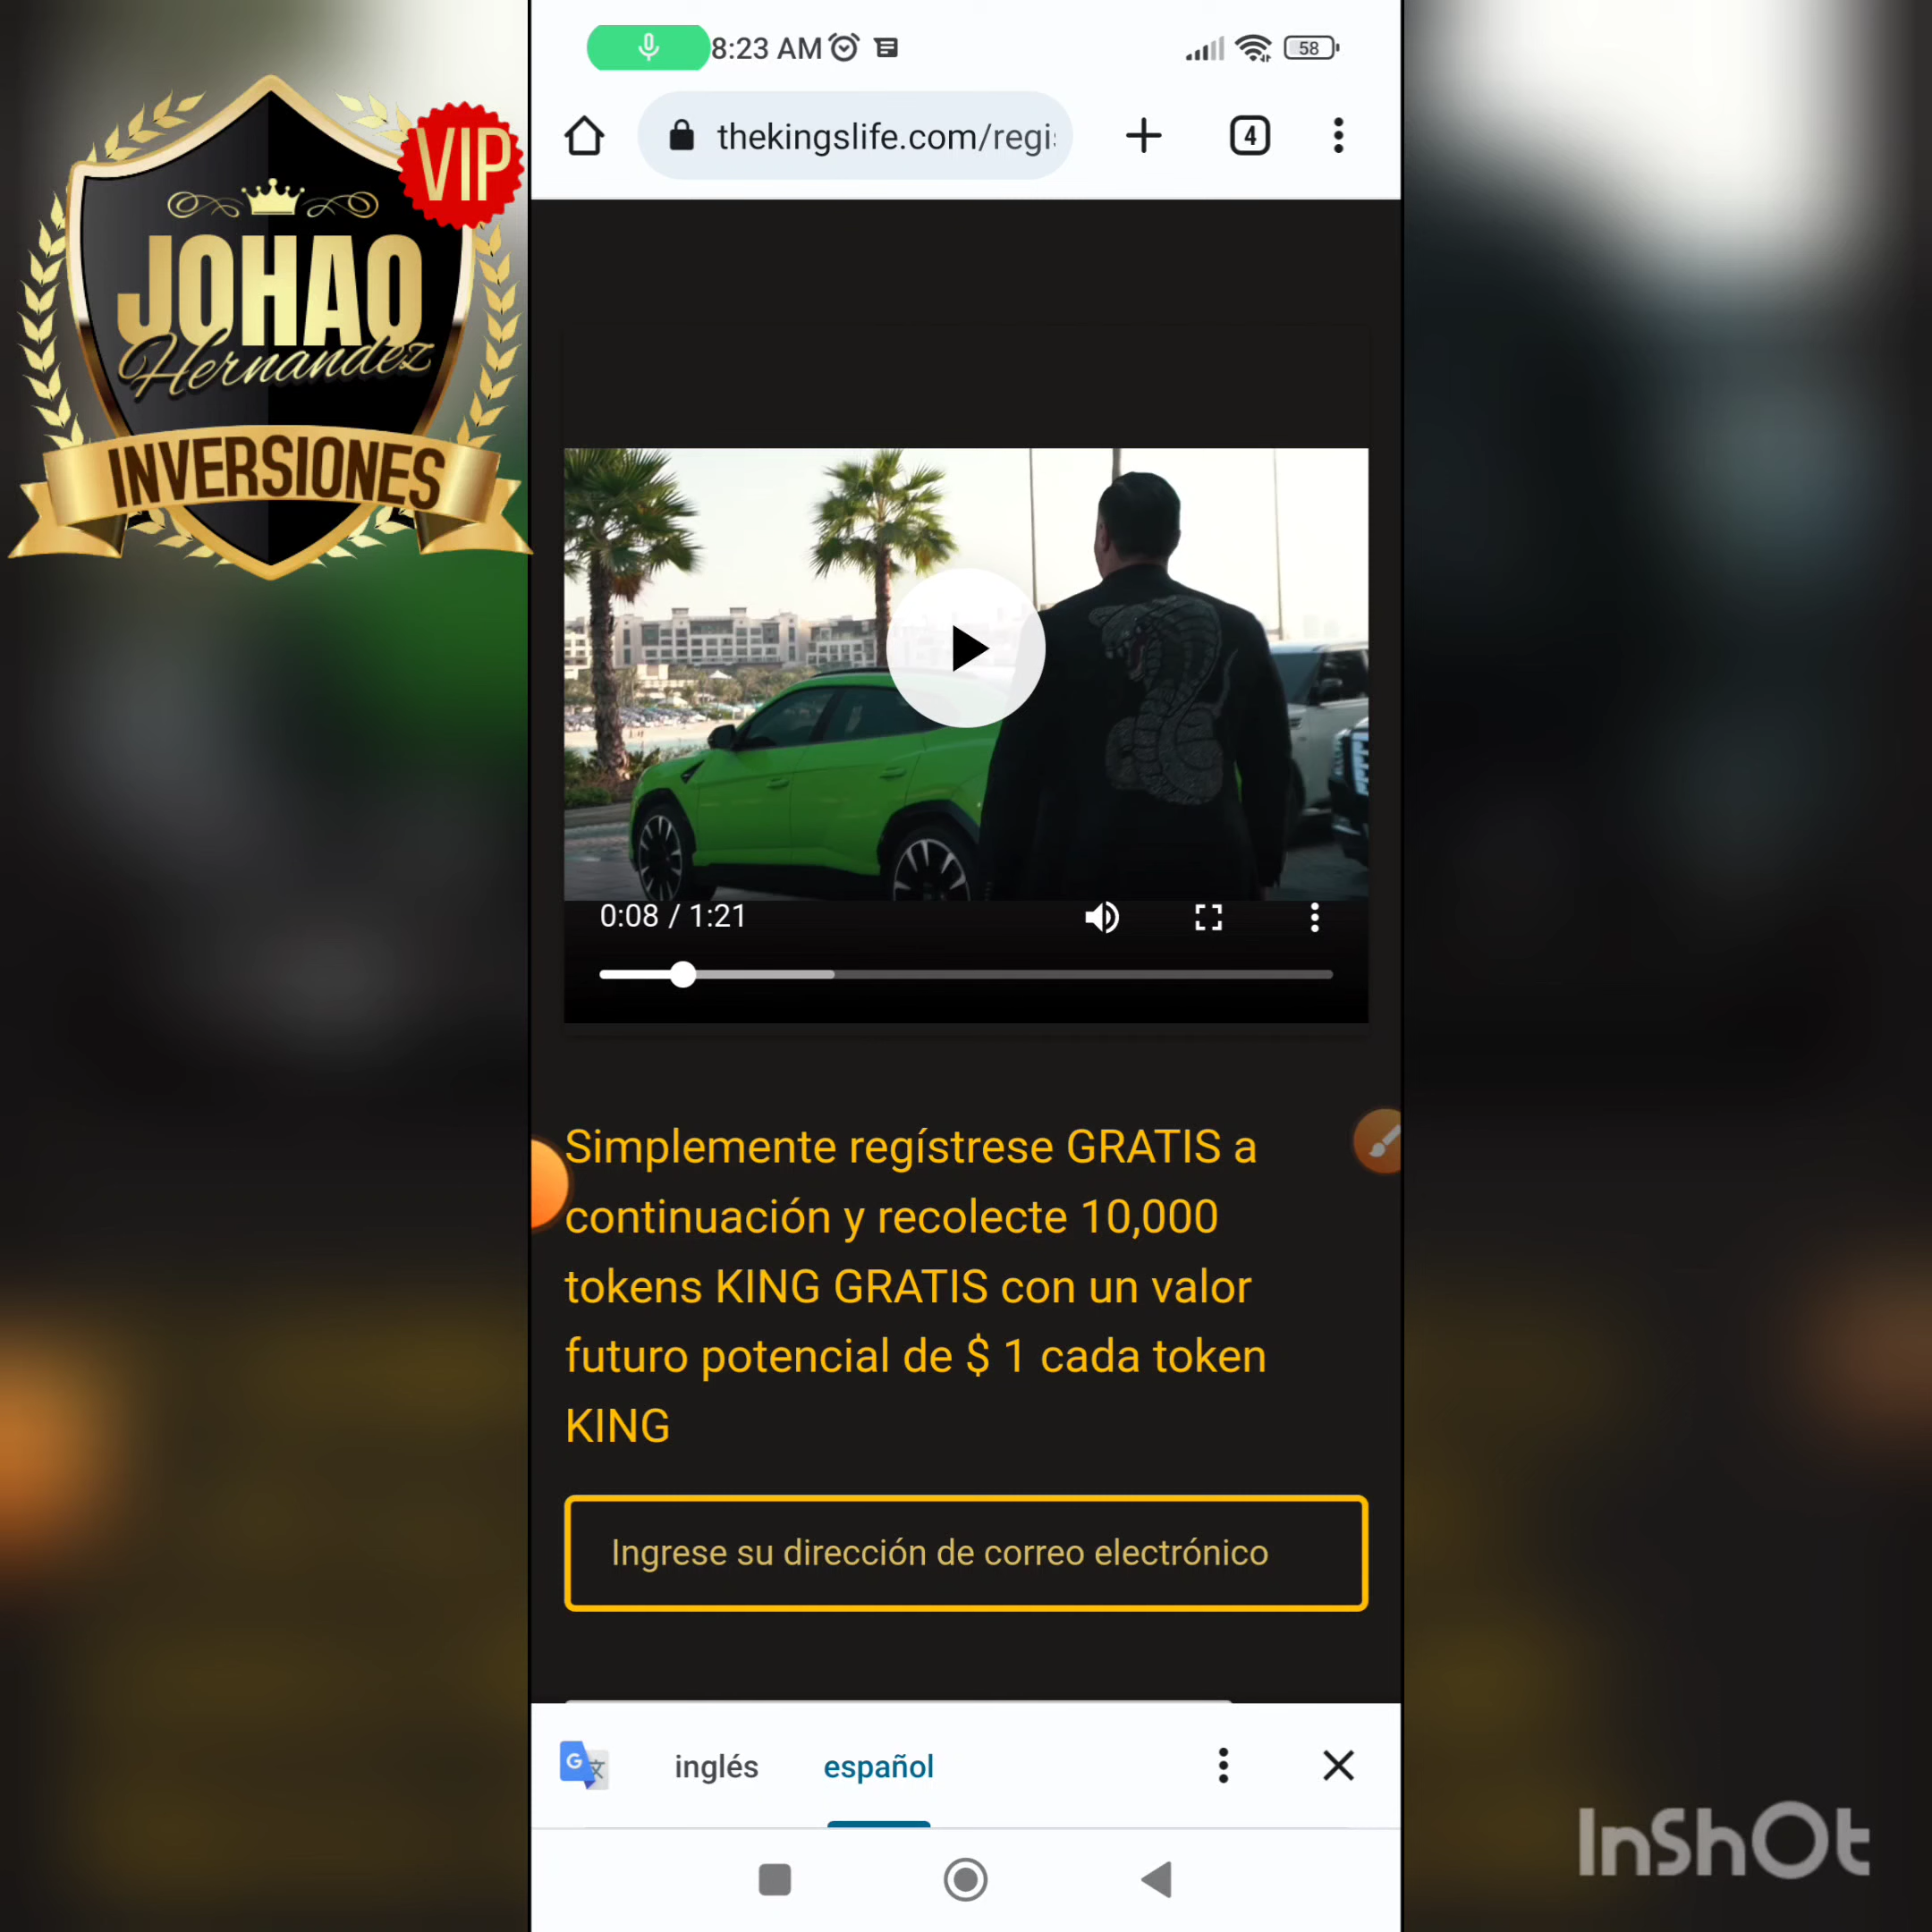 VIP
JOHAO
Hernandez
INVERSIONES
8:23 AM
58
thekingslife.com/regi
4
0:08 / 1:21
Simplemente regístrese GRATIS a
continuación y recolecte 10,000
tokens KING GRATIS con un valor
futuro potencial de $ 1 cada token
KING
Ingrese su dirección de correo electrónico
G 文
inglés
español
InShOt